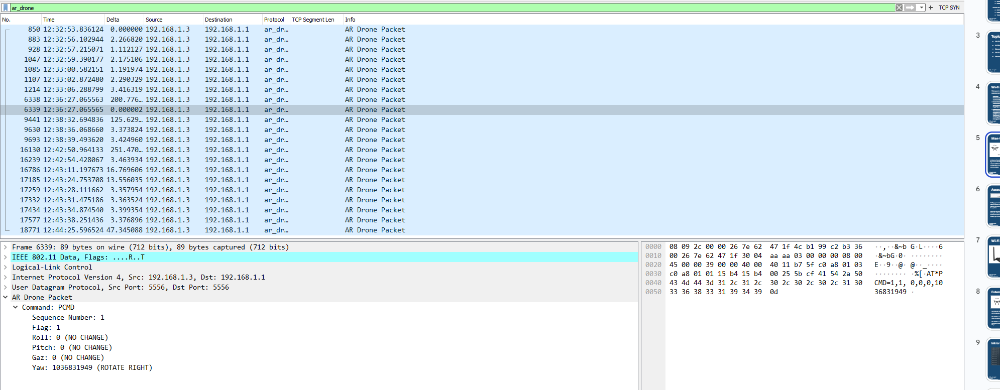 ar_drone
TCP SYN
No. Time Delta Source Destination Protocol TCP Segment Len Info
850 12:32:53.836124 0.000000 192.168.1.3 192.168.1.1 ar_dr… AR Drone Packet
883 12:32:56.102944 2.266820 192.168.1.3 192.168.1.1 ar_dr… AR Drone Packet
928 12:32:57.215071 1.112127 192.168.1.3 192.168.1.1 ar_dr… AR Drone Packet
1047 12:32:59.390177 2.175106 192.168.1.3 192.168.1.1 ar_dr… AR Drone Packet
1085 12:33:00.582151 1.191974 192.168.1.3 192.168.1.1 ar_dr… AR Drone Packet
1107 12:33:02.872480 2.290329 192.168.1.3 192.168.1.1 ar_dr… AR Drone Packet
1214 12:33:06.288799 3.416319 192.168.1.3 192.168.1.1 ar_dr… AR Drone Packet
6338 12:36:27.065563 200.776… 192.168.1.3 192.168.1.1 ar_dr… AR Drone Packet
6339 12:36:27.065565 0.000002 192.168.1.3 192.168.1.1 ar_dr… AR Drone Packet
9441 12:38:32.694836 125.629… 192.168.1.3 192.168.1.1 ar_dr… AR Drone Packet
9630 12:38:36.068660 3.373824 192.168.1.3 192.168.1.1 ar_dr… AR Drone Packet
9693 12:38:39.493620 3.424960 192.168.1.3 192.168.1.1 ar_dr… AR Drone Packet
16130 12:42:50.964133 251.470… 192.168.1.3 192.168.1.1 ar_dr… AR Drone Packet
16239 12:42:54.428067 3.463934 192.168.1.3 192.168.1.1 ar_dr… AR Drone Packet
16786 12:43:11.197673 16.769606 192.168.1.3 192.168.1.1 ar_dr… AR Drone Packet
17185 12:43:24.753708 13.556035 192.168.1.3 192.168.1.1 ar_dr… AR Drone Packet
17259 12:43:28.111662 3.357954 192.168.1.3 192.168.1.1 ar_dr… AR Drone Packet
17332 12:43:31.475186 3.363524 192.168.1.3 192.168.1.1 ar_dr… AR Drone Packet
17434 12:43:34.874540 3.399354 192.168.1.3 192.168.1.1 ar_dr… AR Drone Packet
17577 12:43:38.251436 3.376896 192.168.1.3 192.168.1.1 ar_dr… AR Drone Packet
18771 12:44:25.596524 47.345088 192.168.1.3 192.168.1.1 ar_dr… AR Drone Packet
Frame 6339: 89 bytes on wire (712 bits), 89 bytes captured (712 bits)
IEEE 802.11 Data, Flags: ....R..T
Logical-Link Control
Internet Protocol Version 4, Src: 192.168.1.3, Dst: 192.168.1.1
User Datagram Protocol, Src Port: 5556, Dst Port: 5556
AR Drone Packet
Command: PCMD
Sequence Number: 1
Flag: 1
Roll: 0 (NO CHANGE)
Pitch: 0 (NO CHANGE)
Gaz: 0 (NO CHANGE)
Yaw: 1036831949 (ROTATE RIGHT)
0000 08 09 2c 00 00 26 7e 62 47 1f 4c b1 99 c2 b3 36 ··,··&~b G·L····6
0010 00 26 7e 62 47 1f 30 04 aa aa 03 00 00 00 08 00 ·&~bG·0· ········
0020 45 00 00 39 00 00 40 00 40 11 b7 5f c0 a8 01 03 E··9··@· @··_····
0030 c0 a8 01 01 15 b4 15 b4 00 25 5b cf 41 54 2a 50 ········ ·%[·AT*P
0040 43 4d 44 3d 31 2c 31 2c 30 2c 30 2c 30 2c 31 30 CMD=1,1, 0,0,0,10
0050 33 36 38 33 31 39 34 39 0d 36831949 ·
3
Topic
4
Wi-Fi
5
Man-
6
Acces
7
Wi-Fi
8
Exter
9
Intro